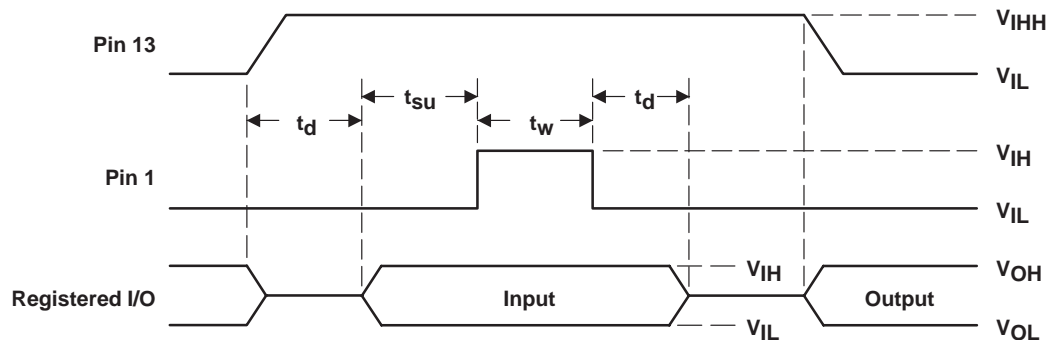 VIHH
Pin 13
VIL
tsu
td
td
tw
VIH
Pin 1
VIL
VIH
VOH
Registered I/O
Input
Output
VIL
VOL